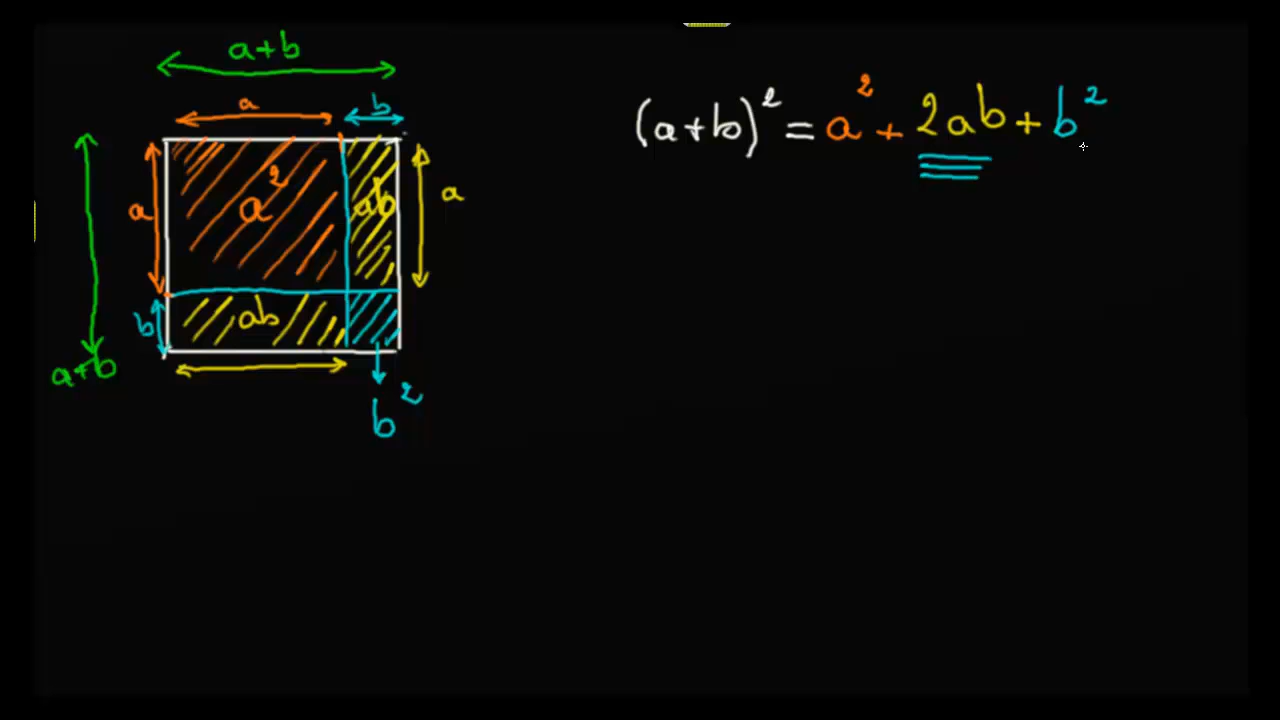 a+b
a b
(a+b)² = a² + 2ab + b²
a a² ab a
b ab
a+b
b²